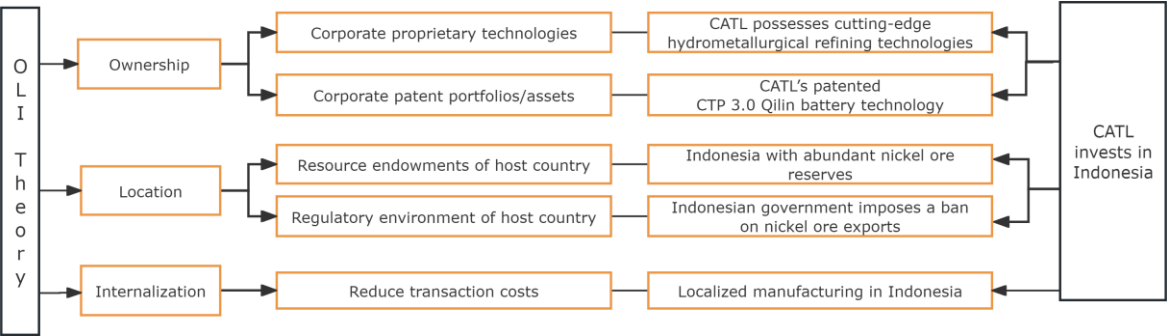 OLI Theory
Ownership
Corporate proprietary technologies
CATL possesses cutting-edge
hydrometallurgical refining technologies
Corporate patent portfolios/assets
CATL’s patented
CTP 3.0 Qilin battery technology
Location
Resource endowments of host country
Indonesia with abundant nickel ore
reserves
Regulatory environment of host country
Indonesian government imposes a ban
on nickel ore exports
Internalization
Reduce transaction costs
Localized manufacturing in Indonesia
CATL
invests in
Indonesia